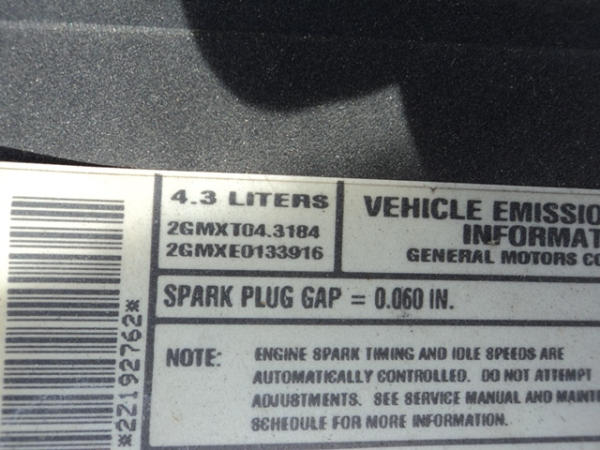 4.3 LITERS
2GMXT04.3184
2GMXE0133916
VEHICLE EMISSIO
INFORMAT
GENERAL MOTORS CO
SPARK PLUG GAP = 0.060 IN.
NOTE: ENGINE SPARK TIMING AND IDLE SPEEDS ARE
AUTOMATICALLY CONTROLLED. DO NOT ATTEMPT
ADJUSTMENTS. SEE SERVICE MANUAL AND MAINT
SCHEDULE FOR MORE INFORMATION.
*22192762*